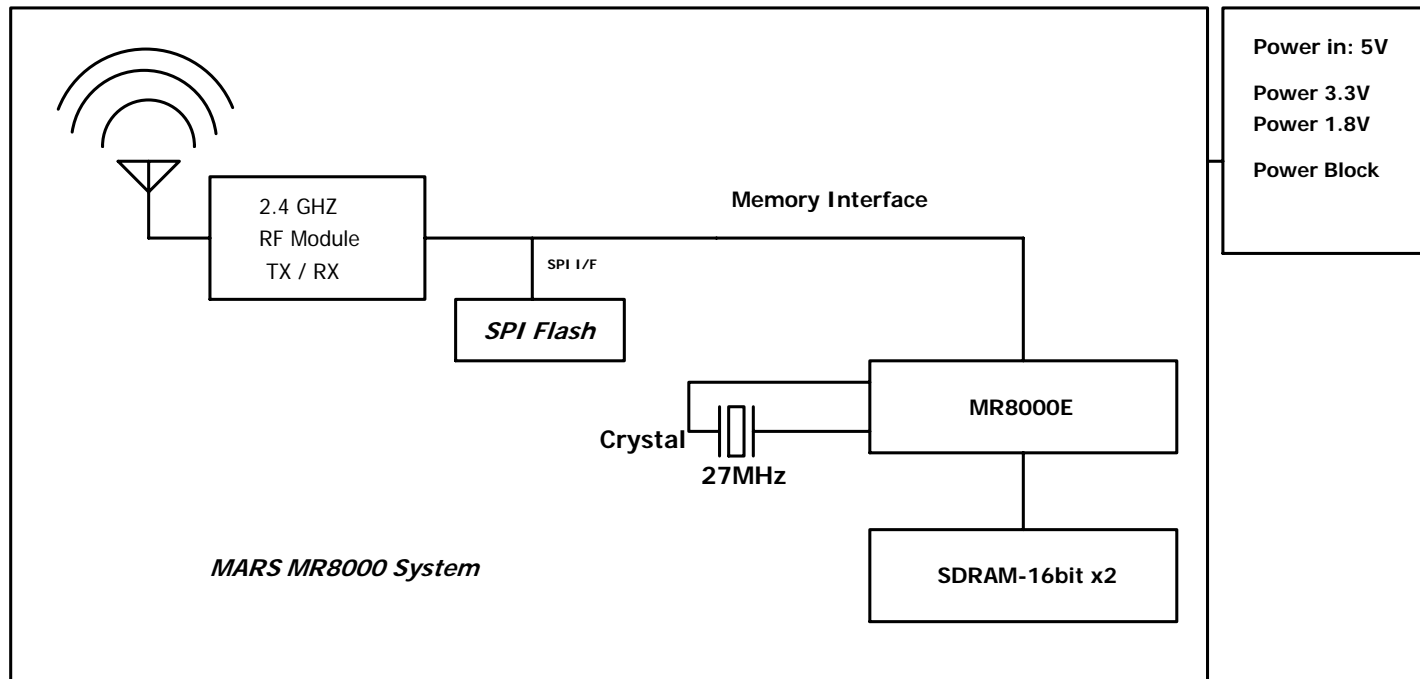 Power in: 5V
Power 3.3V
Power 1.8V
Power Block
2.4 GHZ
RF Module
TX / RX
Memory Interface
SPI I/F
SPI Flash
MR8000E
Crystal
27MHz
MARS MR8000 System
SDRAM-16bit x2